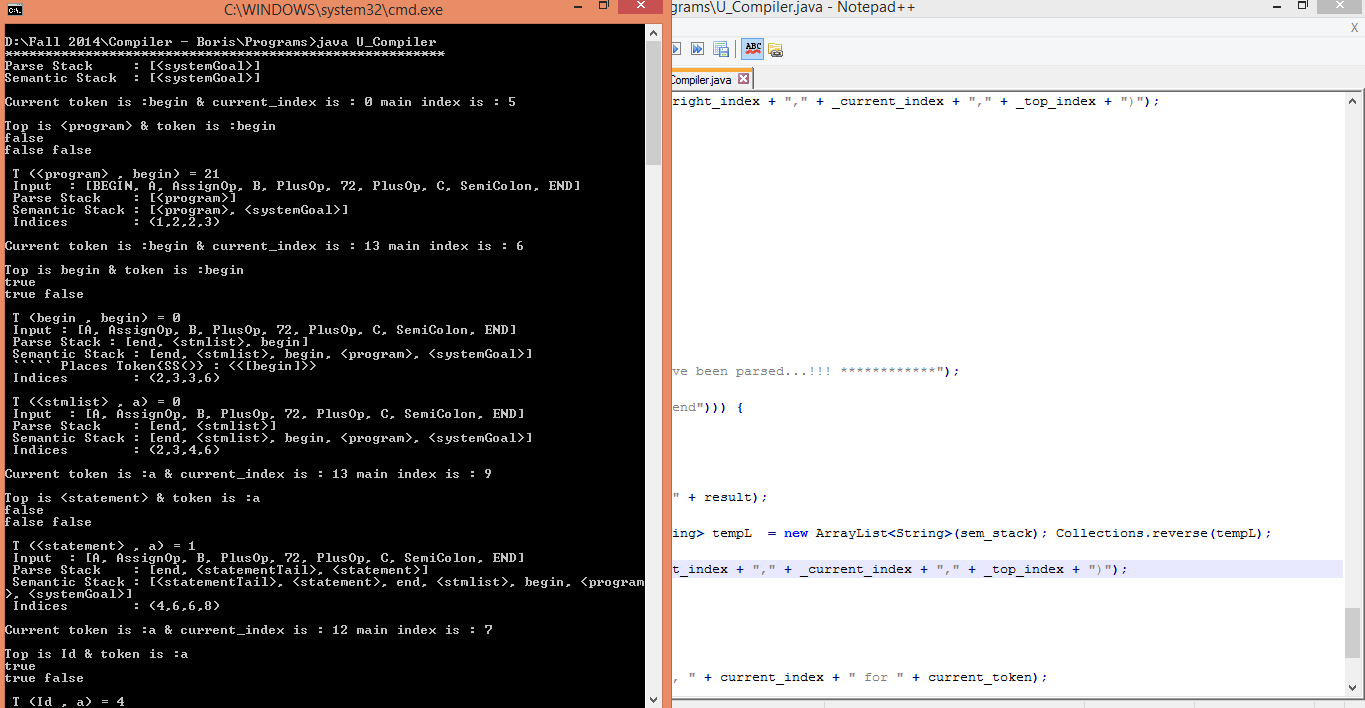 C:\WINDOWS\system32\cmd.exe
D:\Fall 2014\Compiler - Boris\Programs>java U_Compiler
*******************************************************
Parse Stack     : [<systemGoal>]
Semantic Stack  : [<systemGoal>]
Current token is :begin & current_index is : 0 main index is : 5
Top is <program> & token is :begin
false
false false
T (<program> , begin) = 21
Input  : [BEGIN, A, AssignOp, B, PlusOp, 72, PlusOp, C, SemiColon, END]
Parse Stack     : [<program>]
Semantic Stack : [<program>, <systemGoal>]
Indices         : (1,2,2,3)
Current token is :begin & current_index is : 13 main index is : 6
Top is begin & token is :begin
true
true false
T (begin , begin) = 0
Input : [A, AssignOp, B, PlusOp, 72, PlusOp, C, SemiColon, END]
Parse Stack : [end, <stmlist>, begin]
Semantic Stack : [end, <stmlist>, begin, <program>, <systemGoal>]
````` Places Token{SS()} : <<[begin]>>
Indices         : (2,3,3,6)
T (<stmlist> , a) = 0
Input  : [A, AssignOp, B, PlusOp, 72, PlusOp, C, SemiColon, END]
Parse Stack     : [end, <stmlist>]
Semantic Stack : [end, <stmlist>, begin, <program>, <systemGoal>]
Indices         : (2,3,4,6)
Current token is :a & current_index is : 13 main index is : 9
Top is <statement> & token is :a
false
false false
T (<statement> , a) = 1
Input  : [A, AssignOp, B, PlusOp, 72, PlusOp, C, SemiColon, END]
Parse Stack     : [end, <statementTail>, <statement>]
Semantic Stack : [<statementTail>, <statement>, end, <stmlist>, begin, <program
>, <systemGoal>]
Indices         : (4,6,6,8)
Current token is :a & current_index is : 12 main index is : 7
Top is Id & token is :a
true
true false
T (Id , a) = 4
grams\U_Compiler.java - Notepad++
X
ABC
Compiler.java
right_index + "," + _current_index + "," + _top_index + ")");
ve been parsed...!!! ************");
end"))) {
" + result);
ing> tempL  = new ArrayList<String>(sem_stack); Collections.reverse(tempL);
t_index + "," + _current_index + "," + _top_index + ")");
, " + current_index + " for " + current_token);